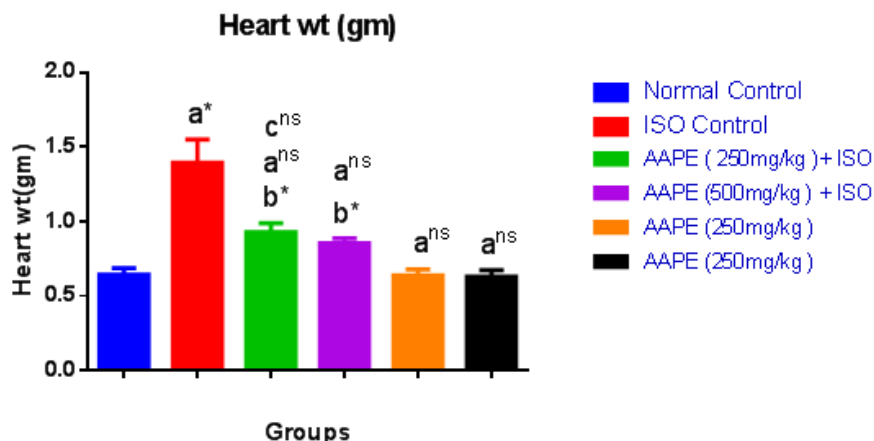 Heart wt (gm)
Heart wt(gm)
2.0
1.5
1.0
0.5
0.0
a*
c^ns
a^ns
b*
a^ns
b*
a^ns
a^ns
Groups
Normal Control
ISO Control
AAPE ( 250mg/kg )+ ISO
AAPE (500mg/kg ) + ISO
AAPE (250mg/kg )
AAPE (250mg/kg )